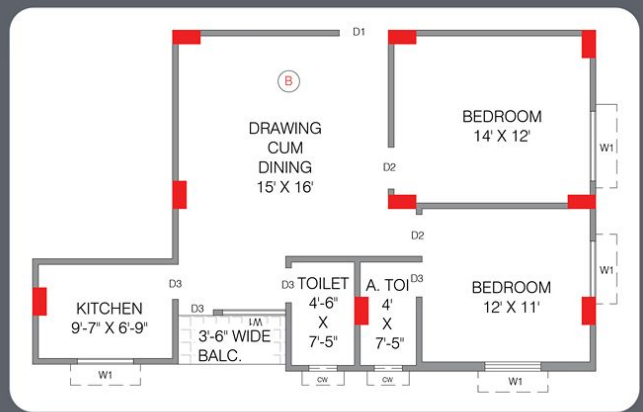 D1
B
DRAWING
CUM
DINING
15' X 16'
BEDROOM
14' X 12'
W1
D2
D2
BEDROOM
12' X 11'
W1
W1
KITCHEN
9'-7" X 6'-9"
W1
D3
D3
W1
3'-6" WIDE
BALC.
D3
TOILET
4'-6"
X
7'-5"
CW
A. TOI
4'
X
7'-5"
D3
CW